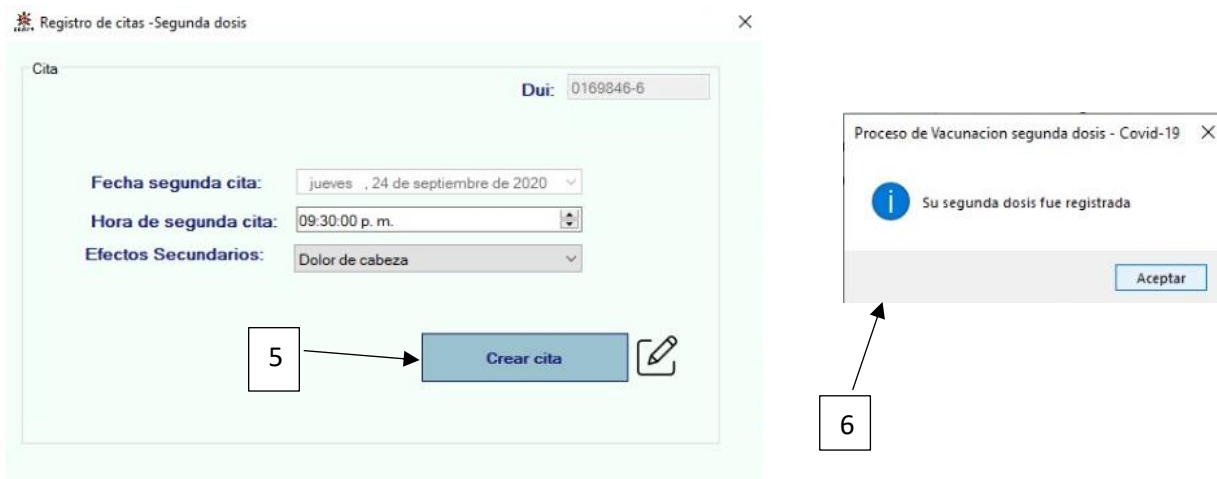 Registro de citas -Segunda dosis
Cita
Dui: 0169846-6
Fecha segunda cita: jueves , 24 de septiembre de 2020
Hora de segunda cita: 09:30:00 p. m.
Efectos Secundarios: Dolor de cabeza
5
Crear cita
Proceso de Vacunacion segunda dosis - Covid-19
i
Su segunda dosis fue registrada
Aceptar
6